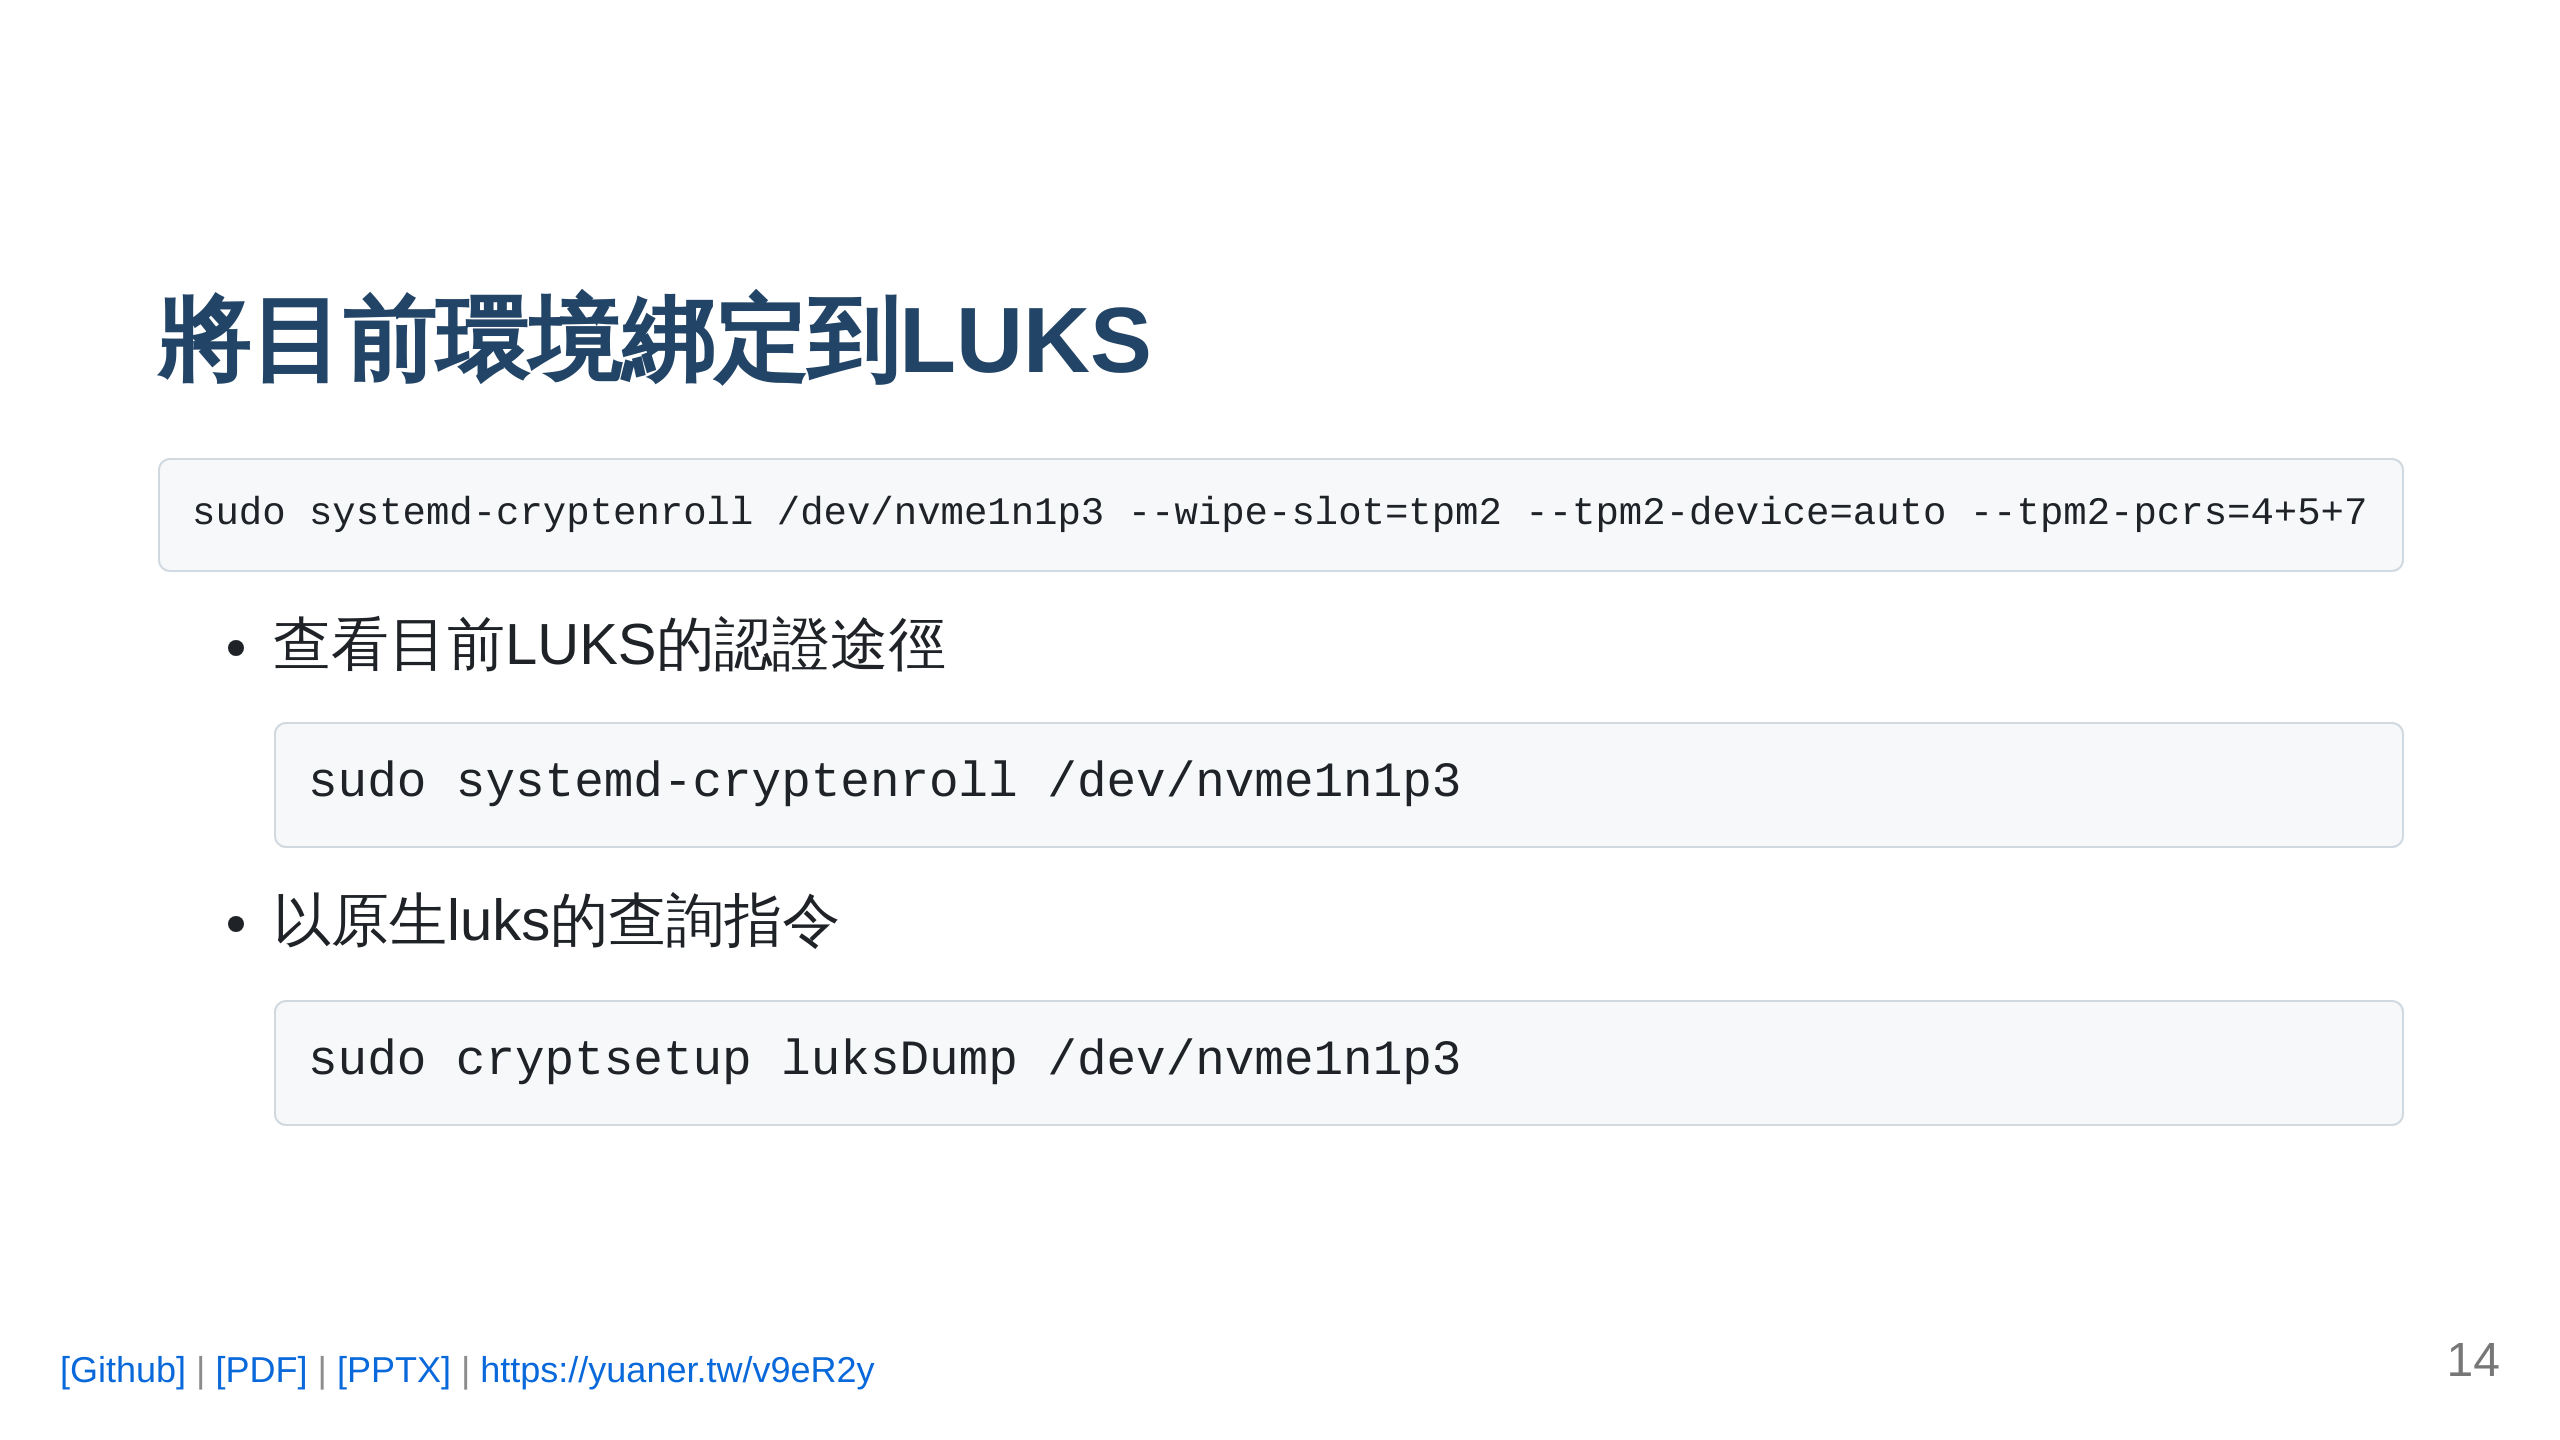 將目前環境綁定到LUKS
sudo systemd-cryptenroll /dev/nvme1n1p3 --wipe-slot=tpm2 --tpm2-device=auto --tpm2-pcrs=4+5+7
• 查看目前LUKS的認證途徑
sudo systemd-cryptenroll /dev/nvme1n1p3
• 以原生luks的查詢指令
sudo cryptsetup luksDump /dev/nvme1n1p3
[Github] | [PDF] | [PPTX] | https://yuaner.tw/v9eR2y
14